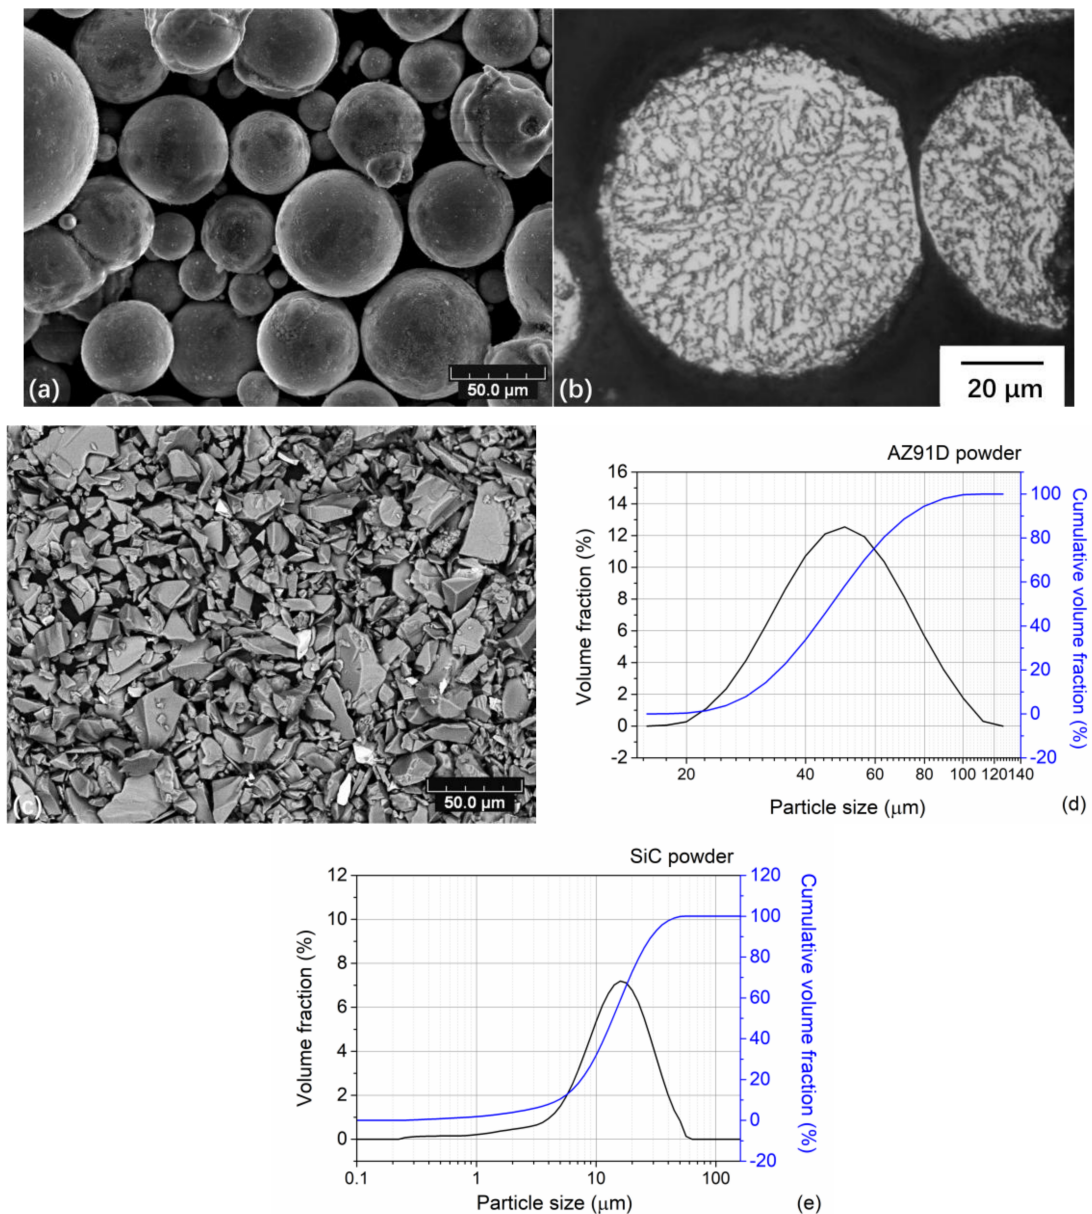 (a)
50.0 µm
(b)
20 µm
(c)
50.0 µm
AZ91D powder
16
14
12
10
8
6
4
2
0
-2
Volume fraction (%)
100
80
60
40
20
0
-20
Cumulative volume fraction (%)
20 40 60 80 100 120 140
Particle size (µm)
(d)
SiC powder
12
10
8
6
4
2
0
Volume fraction (%)
120
100
80
60
40
20
0
-20
Cumulative volume fraction (%)
0.1 1 10 100
Particle size (µm)
(e)